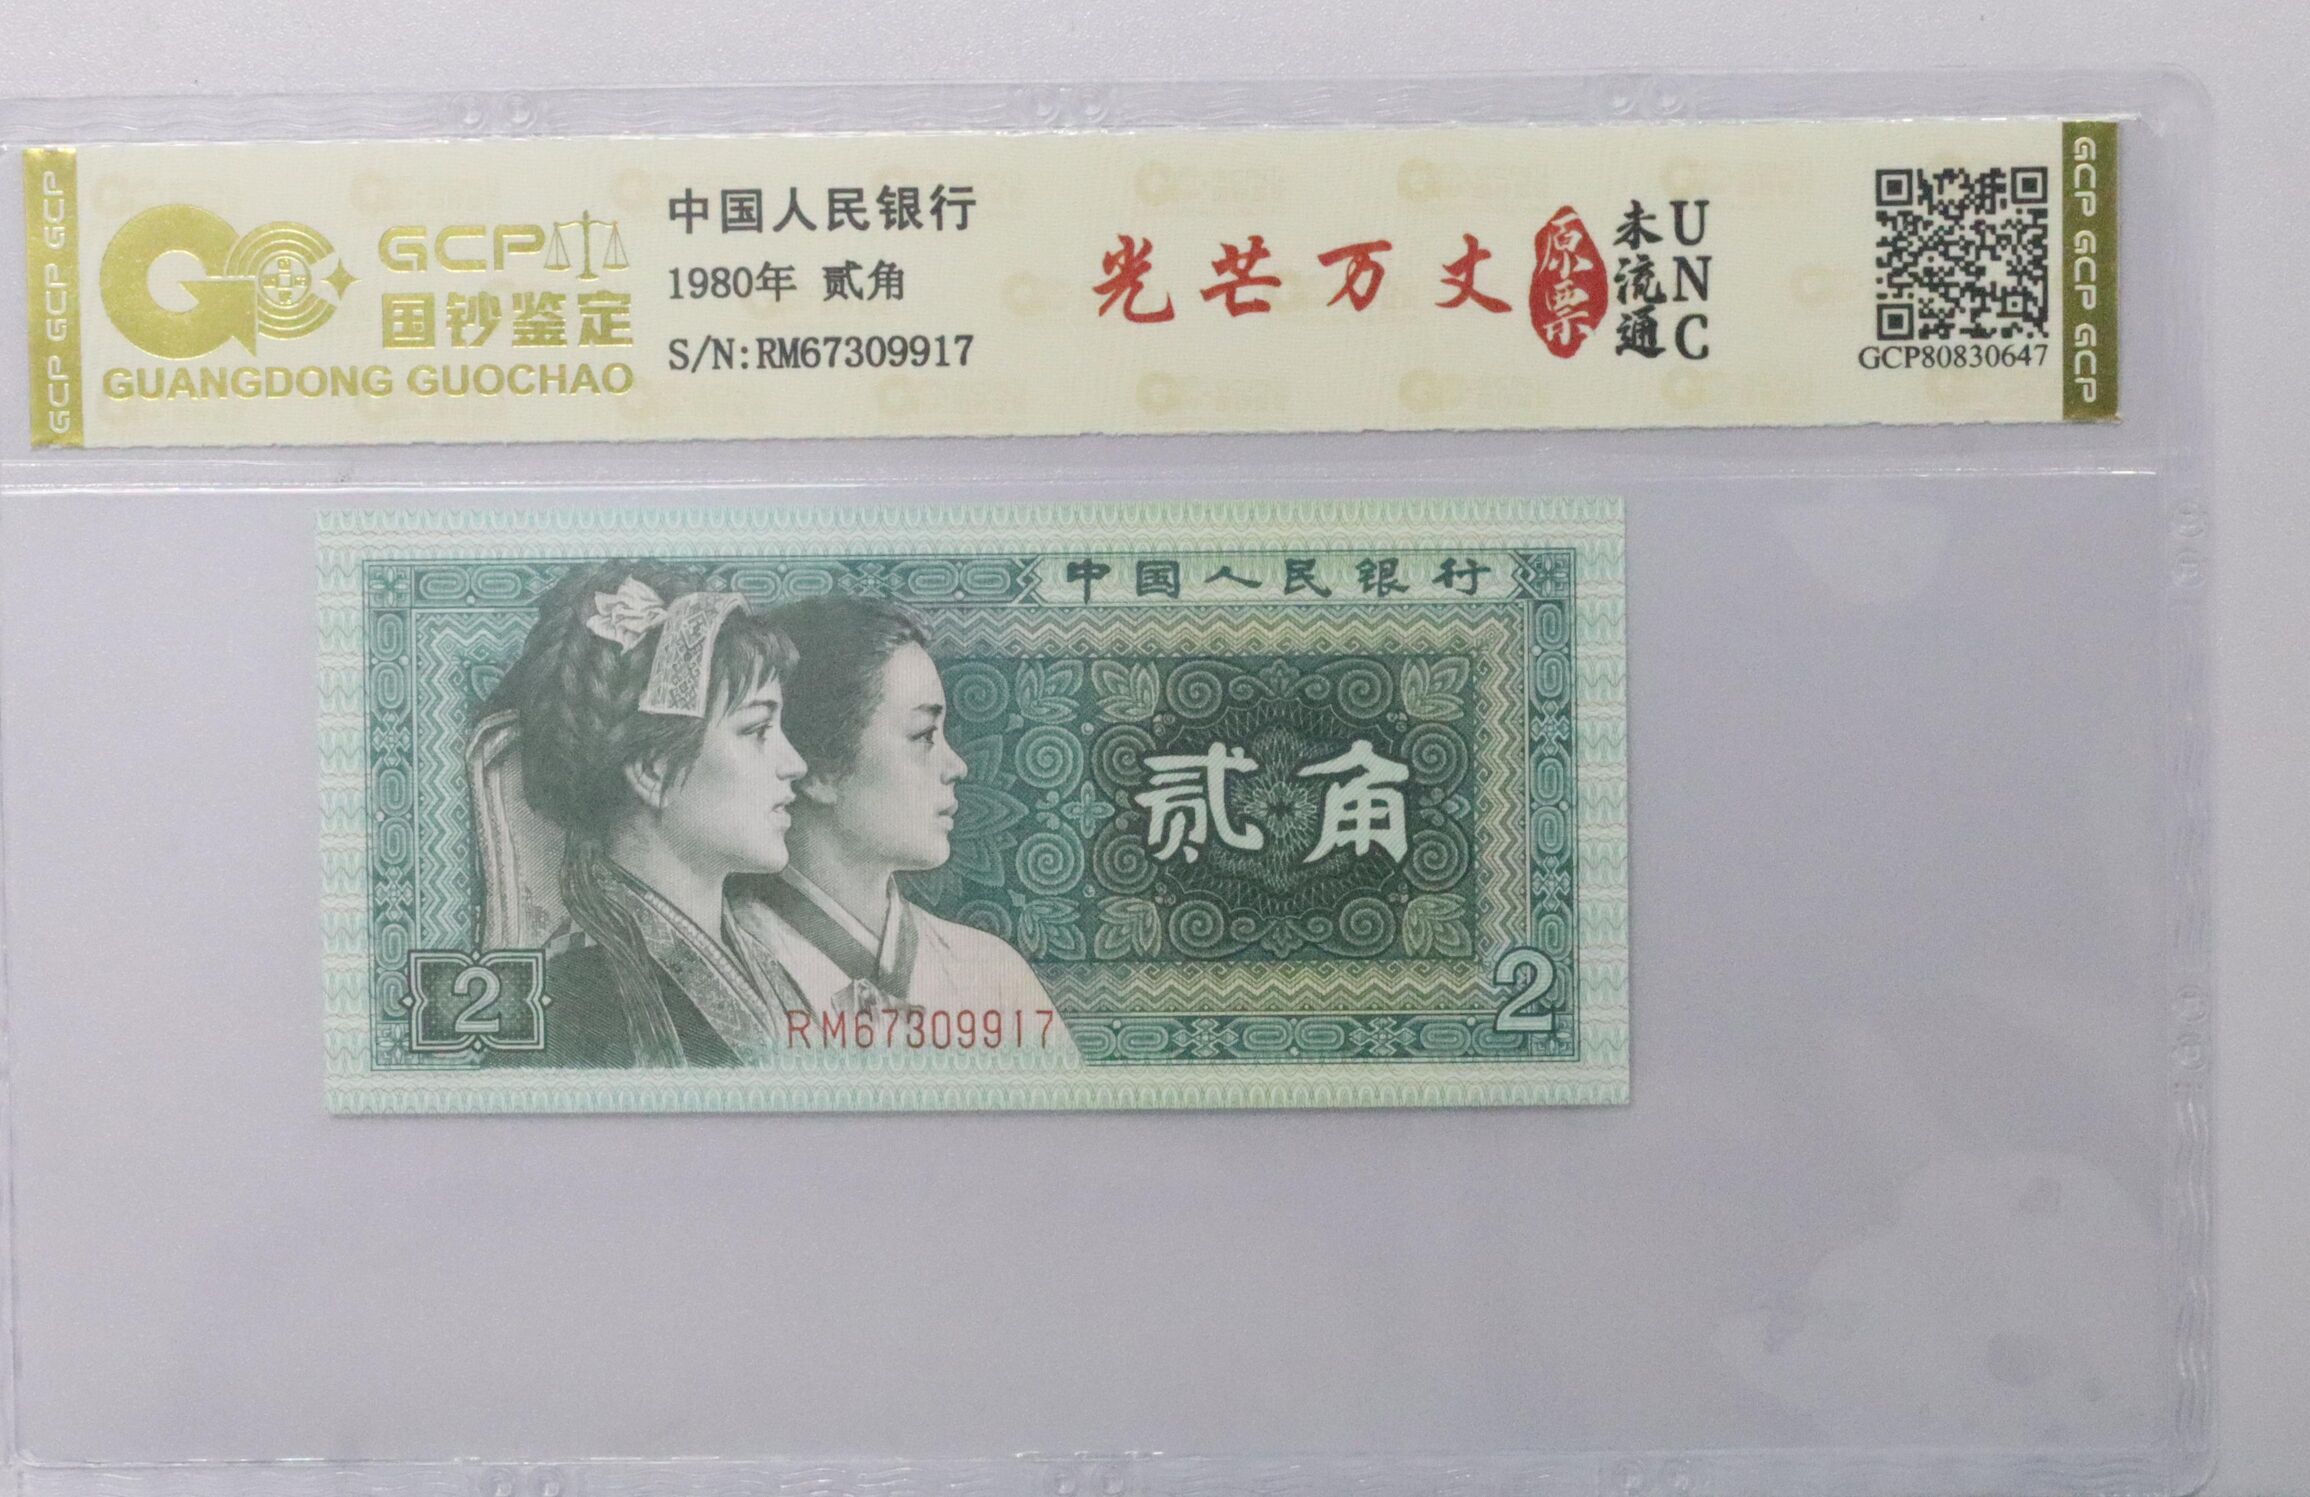 GCP GCP GCP
GCP
国钞鉴定
GUANGDONG GUOCHAO
中国人民银行
1980年 贰角
S/N:RM67309917
光芒万丈
原票
未流通
UNC
GCP80830647
GCP GCP GCP
中国人民银行
贰角
2
RM67309917
2